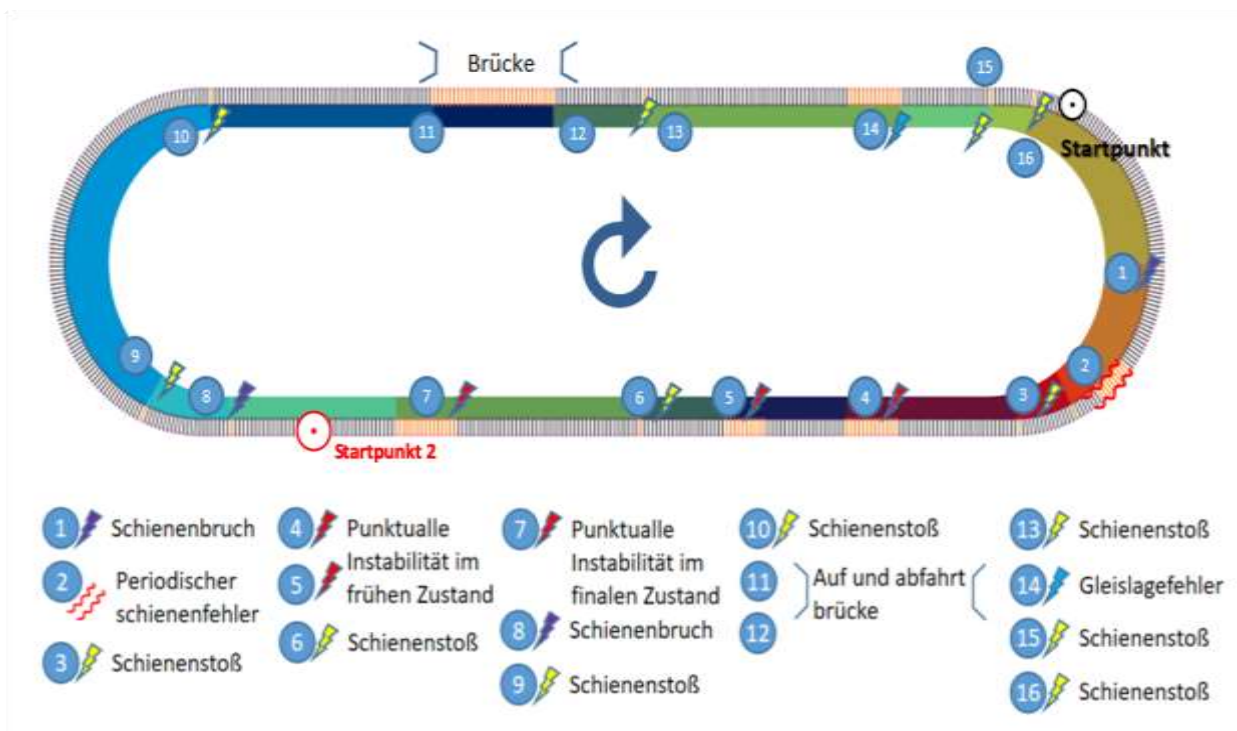 Brücke
15
10
11
12
13
14
16
Startpunkt
1
2
9
8
7
6
5
4
3
Startpunkt 2
1 Schienenbruch
2 Periodischer
schienenfehler
3 Schienenstoß
4 Punktualle
Instabilität im
5 frühen Zustand
6 Schienenstoß
7 Punktualle
Instabilität im
finalen Zustand
8 Schienenbruch
9 Schienenstoß
10 Schienenstoß
11 Auf und abfahrt
brücke
12
13 Schienenstoß
14 Gleislagefehler
15 Schienenstoß
16 Schienenstoß